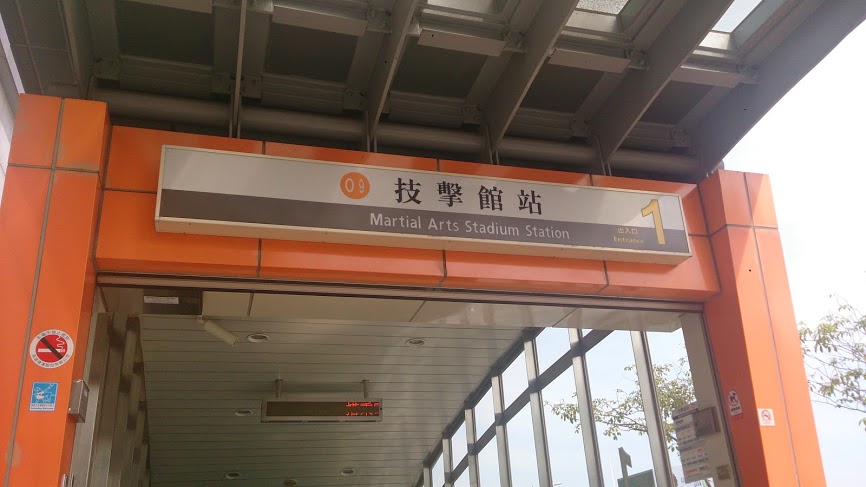 O9 技擊館站
Martial Arts Stadium Station
出入口
Entrance
1